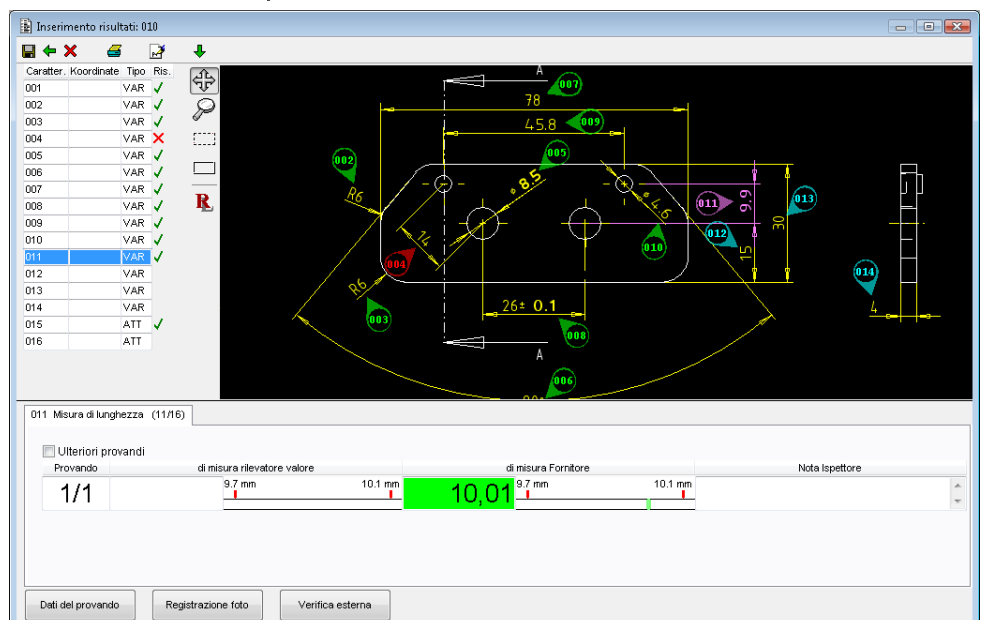 Inserimento risultati: 010
Caratter. Koordinate Tipo Ris.
001 VAR
002 VAR
003 VAR
004 VAR
005 VAR
006 VAR
007 VAR
008 VAR
009 VAR
010 VAR
011 VAR
012 VAR
013 VAR
014 VAR
015 ATT
016 ATT
R
A
007
78
45.8
009
002
005
R6
ø 8.5
ø 4.6
011
9.9
013
30
012
010
14
004
15
014
R6
003
26± 0.1
4
008
A
006
011 Misura di lunghezza (11/16)
Ulteriori provandi
Provando di misura rilevatore valore di misura Fornitore Nota Ispettore
1/1 9.7 mm 10.1 mm 10,01 9.7 mm 10.1 mm
Dati del provando Registrazione foto Verifica esterna